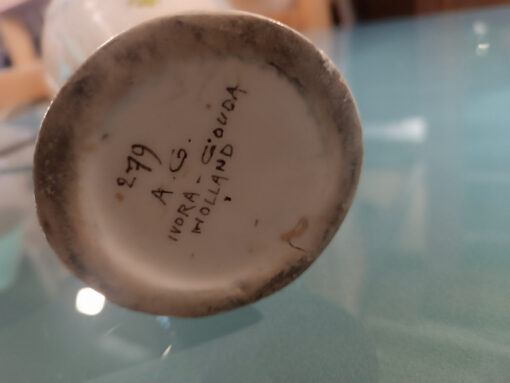 279
A.G.
IVORA - GOUDA
HOLLAND